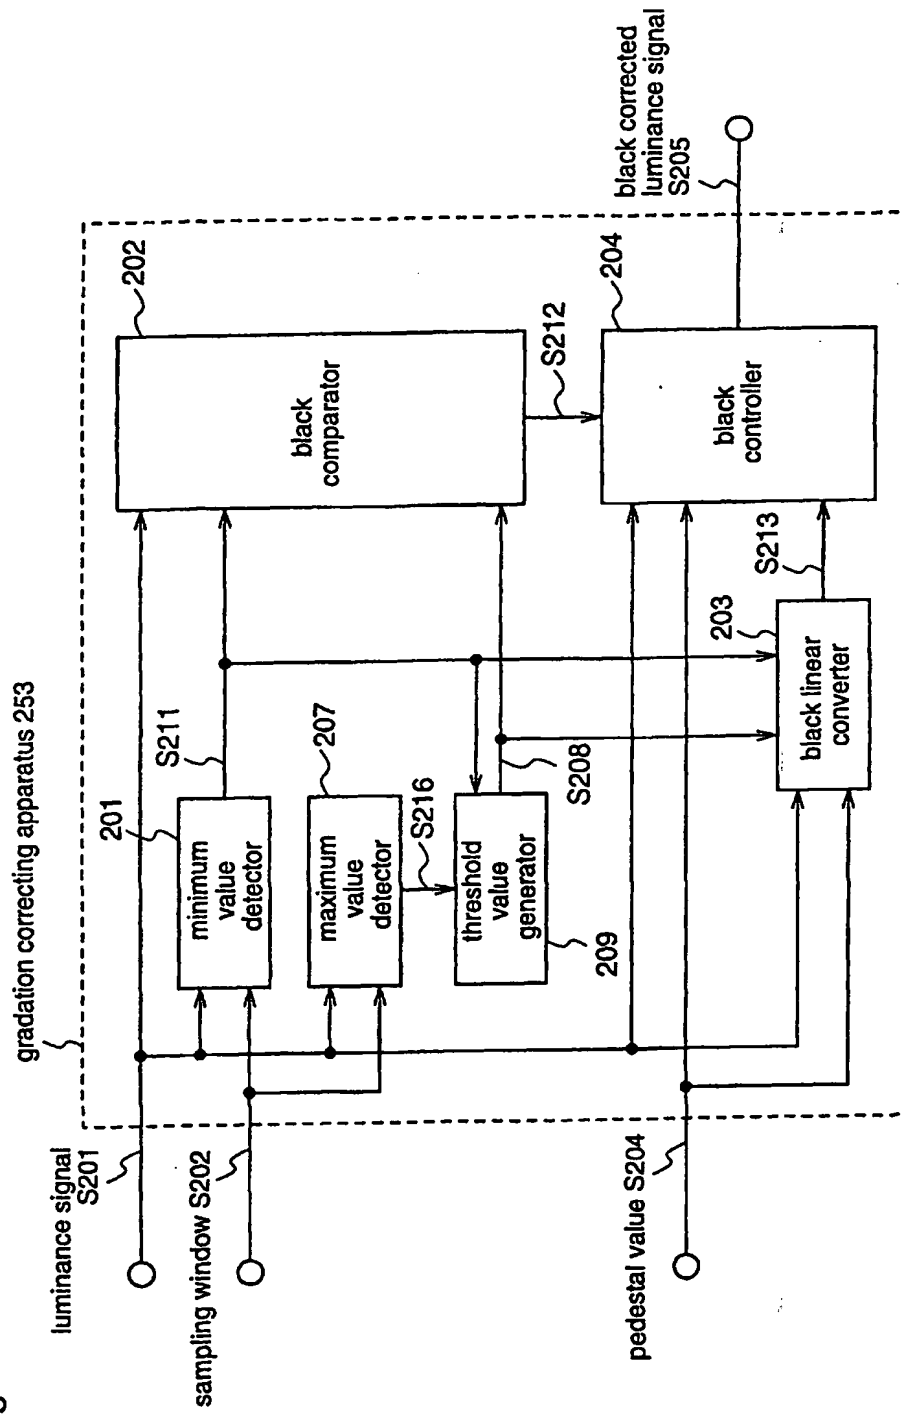 gradation correcting apparatus 253
luminance signal
S201
sampling window S202
pedestal value S204
201
minimum
value
detector
S211
207
maximum
value
detector
S216
threshold
value
generator
209
S208
202
black
comparator
S212
203
black linear
converter
S213
204
black
controller
black corrected
luminance signal
S205